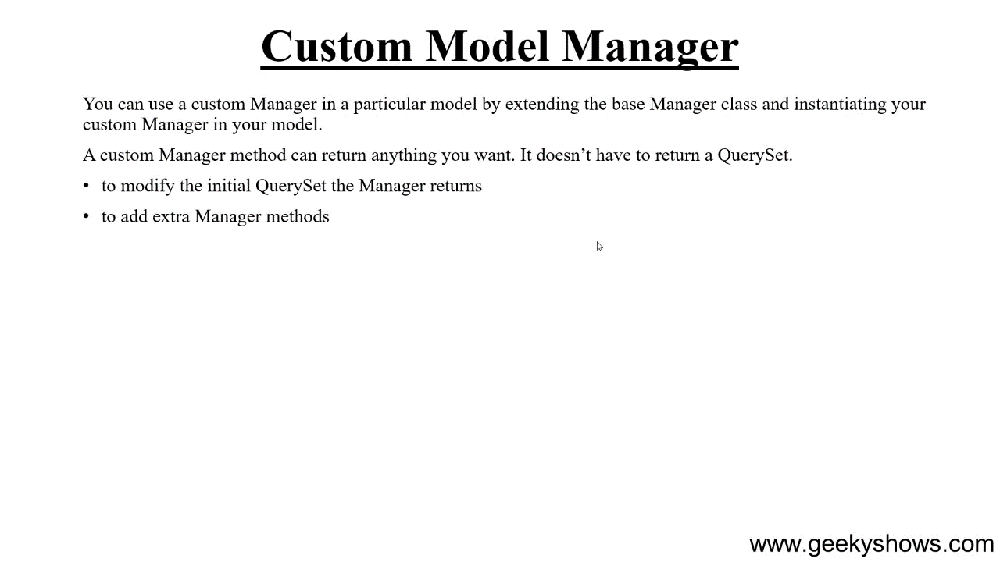 Custom Model Manager
You can use a custom Manager in a particular model by extending the base Manager class and instantiating your
custom Manager in your model.
A custom Manager method can return anything you want. It doesn’t have to return a QuerySet.
• to modify the initial QuerySet the Manager returns
• to add extra Manager methods
www.geekyshows.com